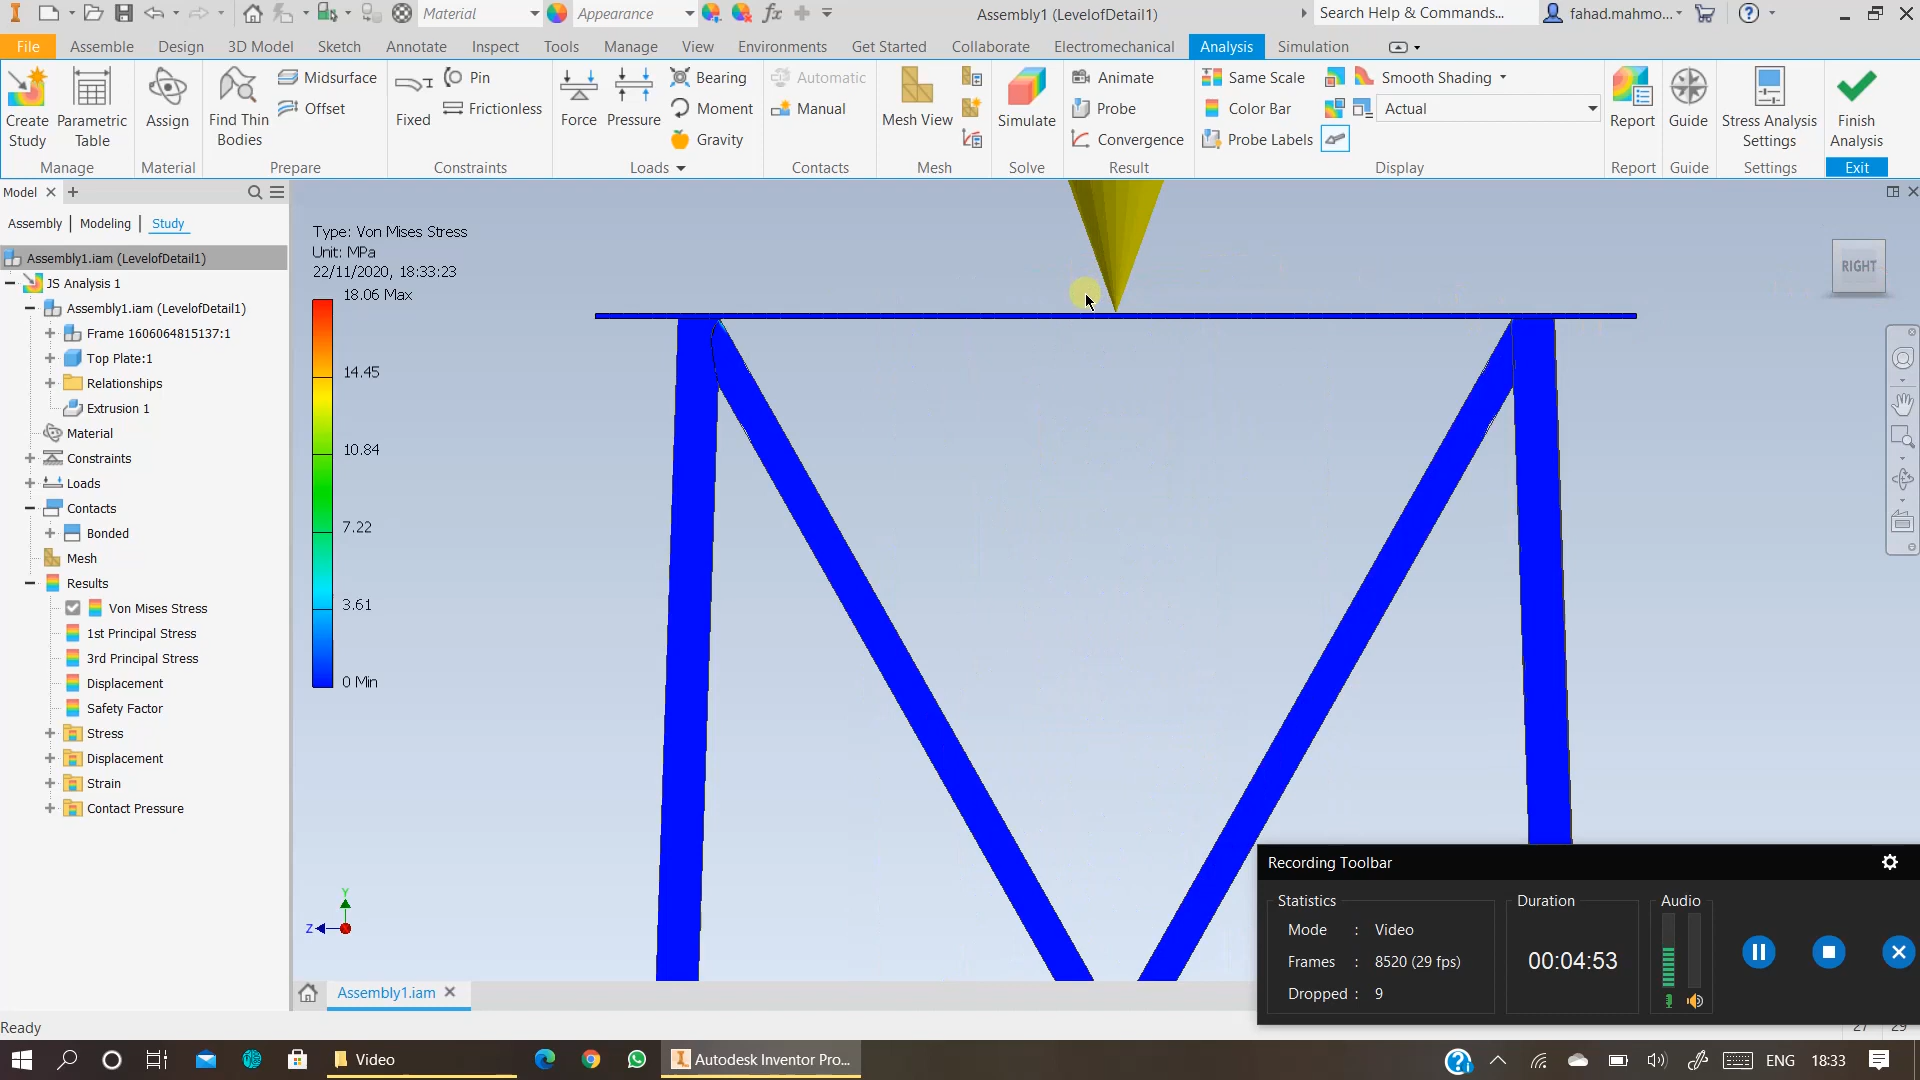 Material
Appearance
Assembly1 (LevelofDetail1)
Search Help & Commands...
fahad.mahmo...
File
Assemble
Design
3D Model
Sketch
Annotate
Inspect
Tools
Manage
View
Environments
Get Started
Collaborate
Electromechanical
Analysis
Simulation
Create Study
Parametric Table
Manage
Assign
Material
Find Thin Bodies
Midsurface
Offset
Prepare
Fixed
Pin
Frictionless
Constraints
Force
Pressure
Bearing
Moment
Gravity
Loads
Automatic
Manual
Contacts
Mesh View
Mesh
Simulate
Solve
Animate
Probe
Convergence
Result
Same Scale
Color Bar
Probe Labels
Smooth Shading
Actual
Display
Report
Report
Guide
Guide
Stress Analysis Settings
Settings
Finish Analysis
Exit
Model
Assembly
Modeling
Study
Assembly1.iam (LevelofDetail1)
JS Analysis 1
Assembly1.iam (LevelofDetail1)
Frame 1606064815137:1
Top Plate:1
Relationships
Extrusion 1
Material
Constraints
Loads
Contacts
Bonded
Mesh
Results
Von Mises Stress
1st Principal Stress
3rd Principal Stress
Displacement
Safety Factor
Stress
Displacement
Strain
Contact Pressure
Type: Von Mises Stress
Unit: MPa
22/11/2020, 18:33:23
18.06 Max
14.45
10.84
7.22
3.61
0 Min
RIGHT
Y
Z
Recording Toolbar
Statistics
Mode : Video
Frames : 8520 (29 fps)
Dropped : 9
Duration
00:04:53
Audio
Assembly1.iam
Ready
Video
Autodesk Inventor Pro...
ENG
18:33